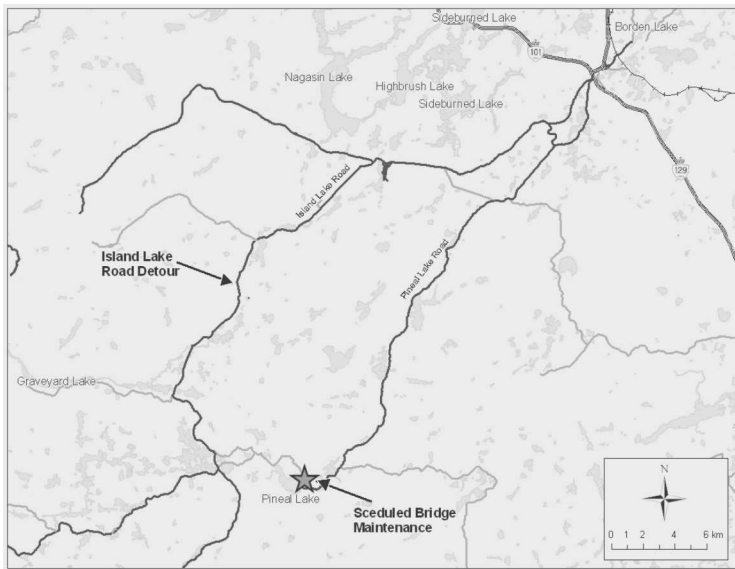 Sideburned Lake
Borden Lake
101
Nagasin Lake
Highbrush Lake
Sideburned Lake
129
Island Lake Road
Island Lake
Road Detour
Pineal Lake Road
Graveyard Lake
Pineal Lake
Sceduled Bridge
Maintenance
N
0 1 2 4 6 km